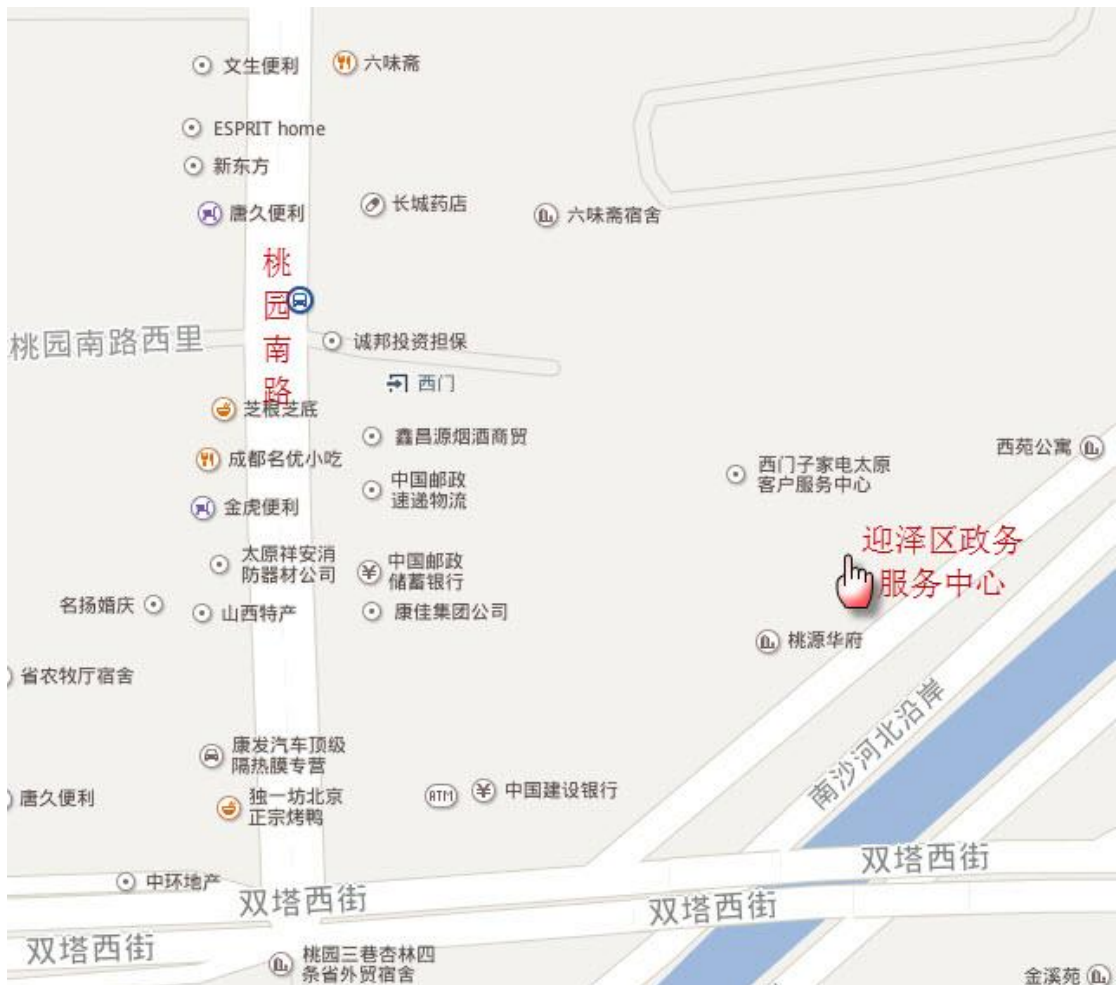 文生便利
六味斋
ESPRIT home
新东方
唐久便利
长城药店
六味斋宿舍
桃
园
南
路
桃园南路西里
诚邦投资担保
西门
芝根芝底
鑫昌源烟酒商贸
西苑公寓
成都名优小吃
中国邮政
速递物流
西门子家电太原
客户服务中心
金虎便利
迎泽区政务
服务中心
太原祥安消
防器材公司
中国邮政
储蓄银行
名扬婚庆
山西特产
康佳集团公司
桃源华府
省农牧厅宿舍
南沙河北沿岸
康发汽车顶级
隔热膜专营
唐久便利
独一坊北京
正宗烤鸭
ATM
中国建设银行
双塔西街
中环地产
双塔西街
双塔西街
双塔西街
桃园三巷杏林四
条省外贸宿舍
金溪苑